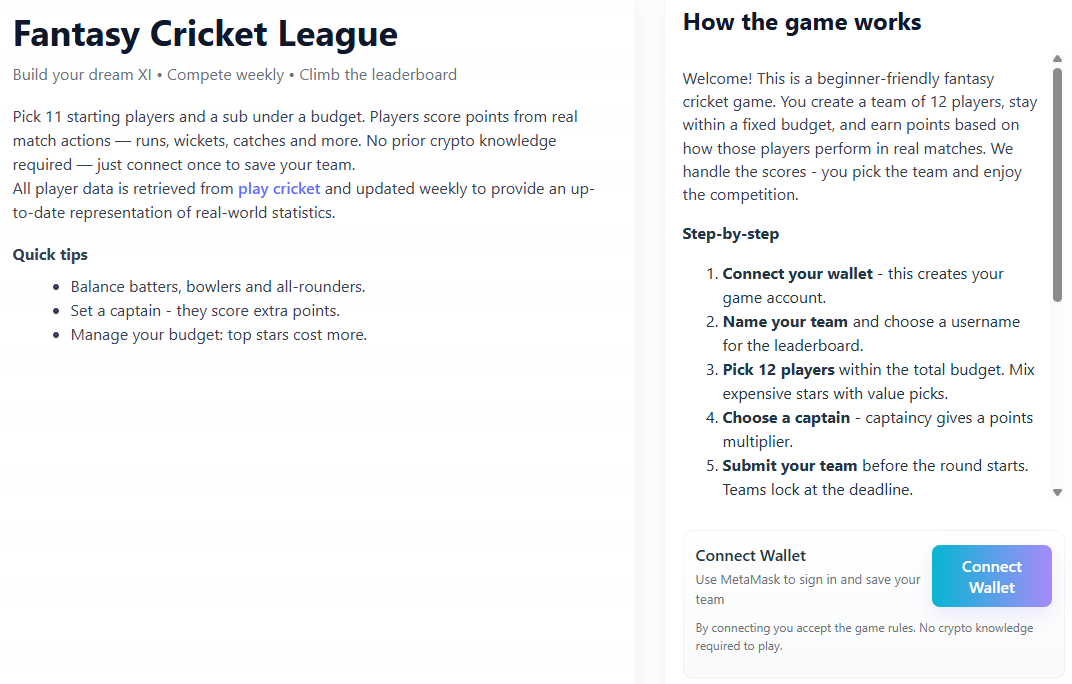 Fantasy Cricket League
Build your dream XI • Compete weekly • Climb the leaderboard
Pick 11 starting players and a sub under a budget. Players score points from real
match actions — runs, wickets, catches and more. No prior crypto knowledge
required — just connect once to save your team.
All player data is retrieved from play cricket and updated weekly to provide an up-
to-date representation of real-world statistics.
Quick tips
• Balance batters, bowlers and all-rounders.
• Set a captain - they score extra points.
• Manage your budget: top stars cost more.
How the game works
Welcome! This is a beginner-friendly fantasy
cricket game. You create a team of 12 players, stay
within a fixed budget, and earn points based on
how those players perform in real matches. We
handle the scores - you pick the team and enjoy
the competition.
Step-by-step
1. Connect your wallet - this creates your
game account.
2. Name your team and choose a username
for the leaderboard.
3. Pick 12 players within the total budget. Mix
expensive stars with value picks.
4. Choose a captain - captaincy gives a points
multiplier.
5. Submit your team before the round starts.
Teams lock at the deadline.
Connect Wallet
Use MetaMask to sign in and save your
team
Connect
Wallet
By connecting you accept the game rules. No crypto knowledge
required to play.